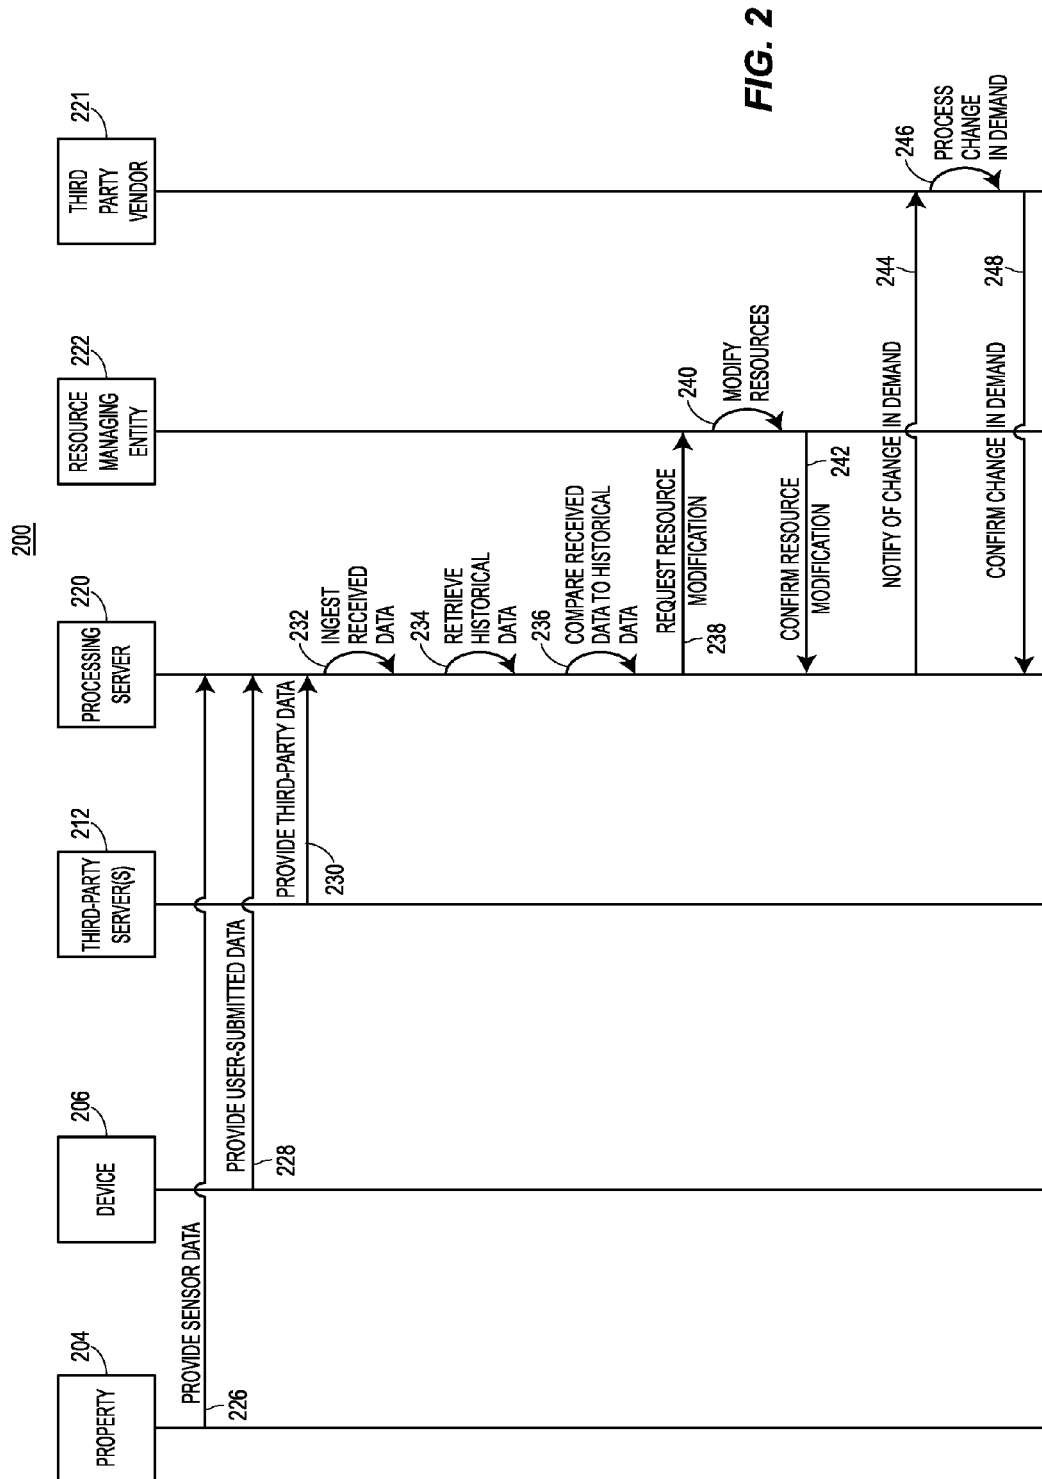 200
PROPERTY
204
DEVICE
206
THIRD-PARTY
SERVER(S)
212
PROCESSING
SERVER
220
RESOURCE
MANAGING
ENTITY
222
THIRD
PARTY
VENDOR
221
PROVIDE SENSOR DATA
226
PROVIDE USER-SUBMITTED DATA
228
PROVIDE THIRD-PARTY DATA
230
232
INGEST
RECEIVED
DATA
234
RETRIEVE
HISTORICAL
DATA
236
COMPARE RECEIVED
DATA TO HISTORICAL
DATA
REQUEST RESOURCE
MODIFICATION
238
240
MODIFY
RESOURCES
CONFIRM RESOURCE
MODIFICATION
242
NOTIFY OF CHANGE IN DEMAND
244
246
PROCESS
CHANGE
IN DEMAND
CONFIRM CHANGE IN DEMAND
248
FIG. 2